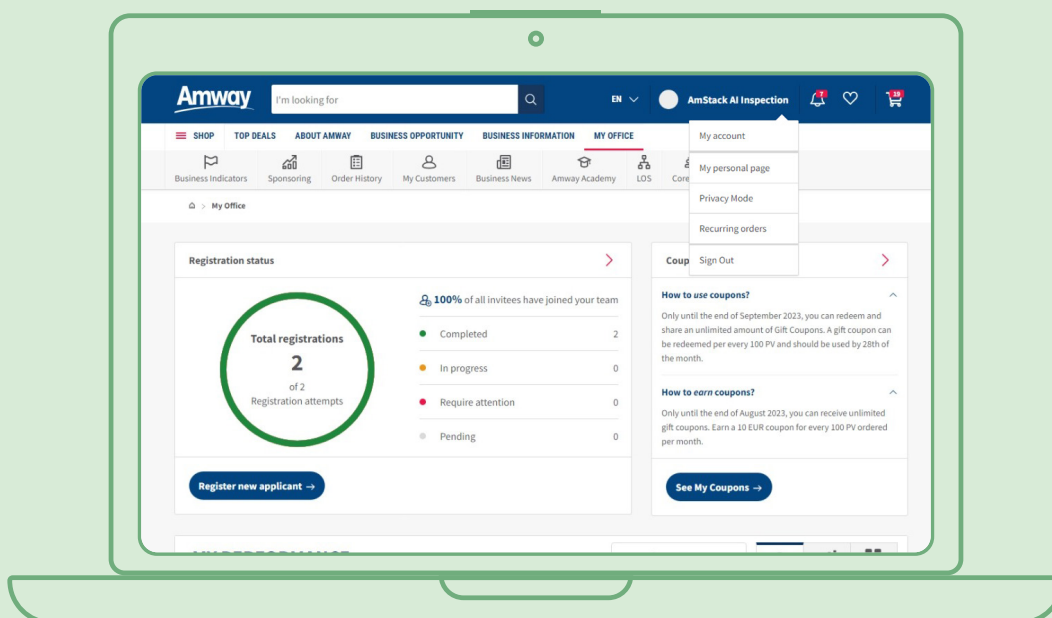 Amway
I'm looking for
EN
AmStack AI Inspection
7
19
SHOP
TOP DEALS
ABOUT AMWAY
BUSINESS OPPORTUNITY
BUSINESS INFORMATION
MY OFFICE
My account
My personal page
Privacy Mode
Recurring orders
Sign Out
Business Indicators
Sponsoring
Order History
My Customers
Business News
Amway Academy
LOS
Core
> My Office
Registration status
Total registrations
2
of 2
Registration attempts
100% of all invitees have joined your team
Completed 2
In progress 0
Require attention 0
Pending 0
Register new applicant →
Coup
How to use coupons?
Only until the end of September 2023, you can redeem and
share an unlimited amount of Gift Coupons. A gift coupon can
be redeemed per every 100 PV and should be used by 28th of
the month.
How to earn coupons?
Only until the end of August 2023, you can receive unlimited
gift coupons. Earn a 10 EUR coupon for every 100 PV ordered
per month.
See My Coupons →
MY PERFORMANCE